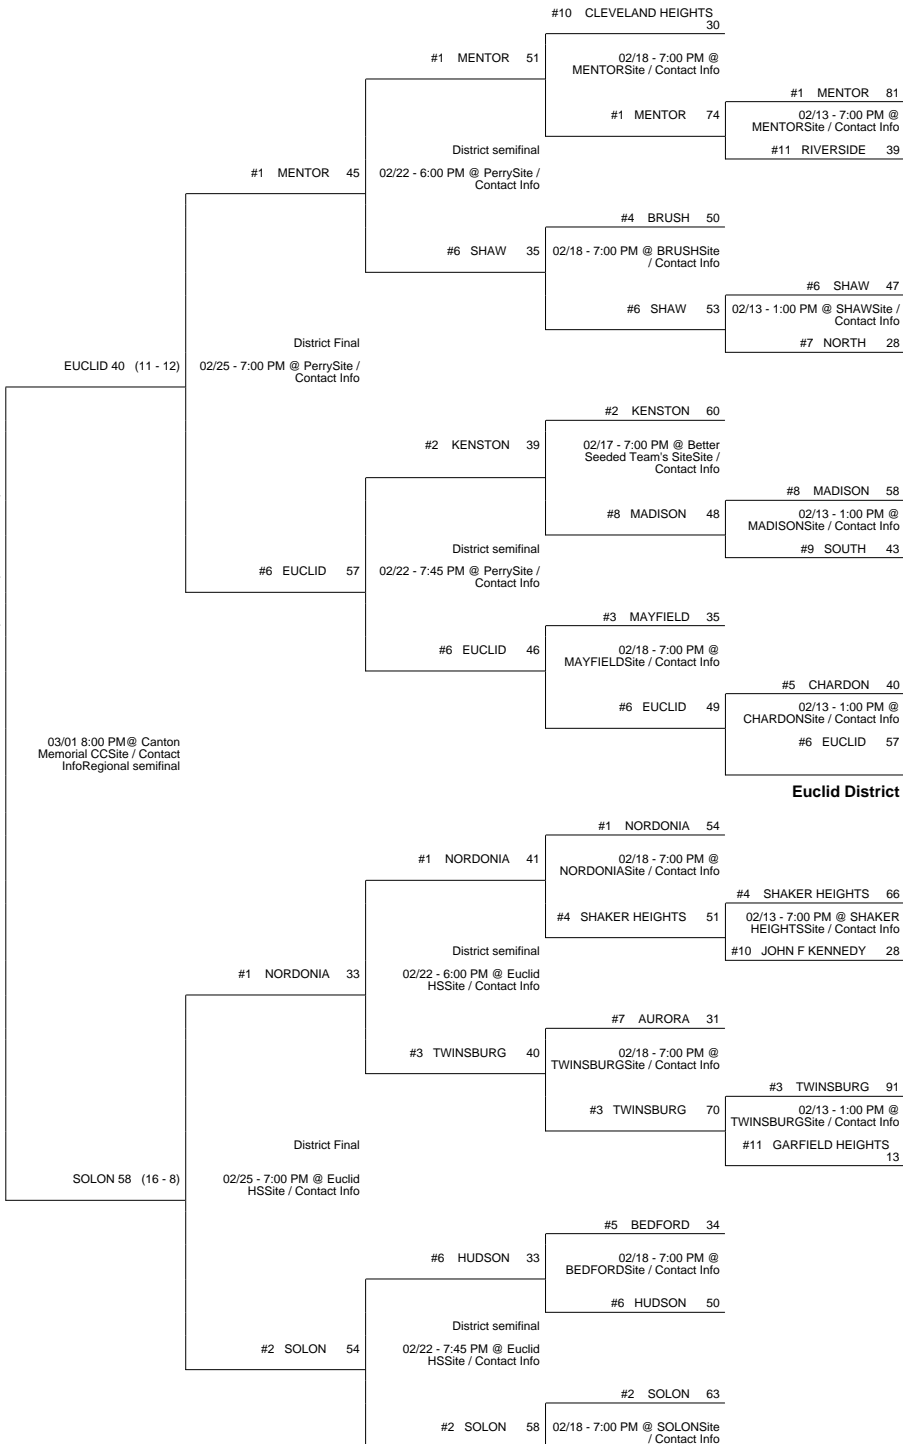 #10 CLEVELAND HEIGHTS
30
#1 MENTOR 51
02/18 - 7:00 PM @
MENTORSite / Contact Info
#1 MENTOR 81
#1 MENTOR 74
02/13 - 7:00 PM @
MENTORSite / Contact Info
#11 RIVERSIDE 39
District semifinal
#1 MENTOR 45
02/22 - 6:00 PM @ PerrySite /
Contact Info
#4 BRUSH 50
#6 SHAW 35
02/18 - 7:00 PM @ BRUSHSite
/ Contact Info
#6 SHAW 47
#6 SHAW 53
02/13 - 1:00 PM @ SHAWSite /
Contact Info
#7 NORTH 28
District Final
EUCLID 40 (11 - 12)
02/25 - 7:00 PM @ PerrySite /
Contact Info
#2 KENSTON 60
#2 KENSTON 39
02/17 - 7:00 PM @ Better
Seeded Team's SiteSite /
Contact Info
#8 MADISON 58
#8 MADISON 48
02/13 - 1:00 PM @
MADISONSite / Contact Info
#9 SOUTH 43
District semifinal
#6 EUCLID 57
02/22 - 7:45 PM @ PerrySite /
Contact Info
#3 MAYFIELD 35
#6 EUCLID 46
02/18 - 7:00 PM @
MAYFIELDSite / Contact Info
#5 CHARDON 40
#6 EUCLID 49
02/13 - 1:00 PM @
CHARDONSite / Contact Info
#6 EUCLID 57
03/01 8:00 PM@ Canton
Memorial CCSite / Contact
InfoRegional semifinal
Euclid District
#1 NORDONIA 54
#1 NORDONIA 41
02/18 - 7:00 PM @
NORDONIASite / Contact Info
#4 SHAKER HEIGHTS 66
#4 SHAKER HEIGHTS 51
02/13 - 7:00 PM @ SHAKER
HEIGHTSSite / Contact Info
#10 JOHN F KENNEDY 28
District semifinal
#1 NORDONIA 33
02/22 - 6:00 PM @ Euclid
HSSite / Contact Info
#7 AURORA 31
#3 TWINSBURG 40
02/18 - 7:00 PM @
TWINSBURGSite / Contact Info
#3 TWINSBURG 91
#3 TWINSBURG 70
02/13 - 1:00 PM @
TWINSBURGSite / Contact Info
#11 GARFIELD HEIGHTS
13
District Final
SOLON 58 (16 - 8)
02/25 - 7:00 PM @ Euclid
HSSite / Contact Info
#5 BEDFORD 34
#6 HUDSON 33
02/18 - 7:00 PM @
BEDFORDSite / Contact Info
#6 HUDSON 50
District semifinal
#2 SOLON 54
02/22 - 7:45 PM @ Euclid
HSSite / Contact Info
#2 SOLON 63
#2 SOLON 58
02/18 - 7:00 PM @ SOLONSite
/ Contact Info